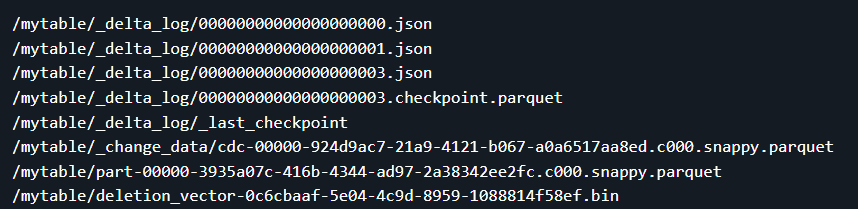 /mytable/_delta_log/00000000000000000000.json
/mytable/_delta_log/00000000000000000001.json
/mytable/_delta_log/00000000000000000003.json
/mytable/_delta_log/00000000000000000003.checkpoint.parquet
/mytable/_delta_log/_last_checkpoint
/mytable/_change_data/cdc-00000-924d9ac7-21a9-4121-b067-a0a6517aa8ed.c000.snappy.parquet
/mytable/part-00000-3935a07c-416b-4344-ad97-2a38342ee2fc.c000.snappy.parquet
/mytable/deletion_vector-0c6cbaaf-5e04-4c9d-8959-1088814f58ef.bin